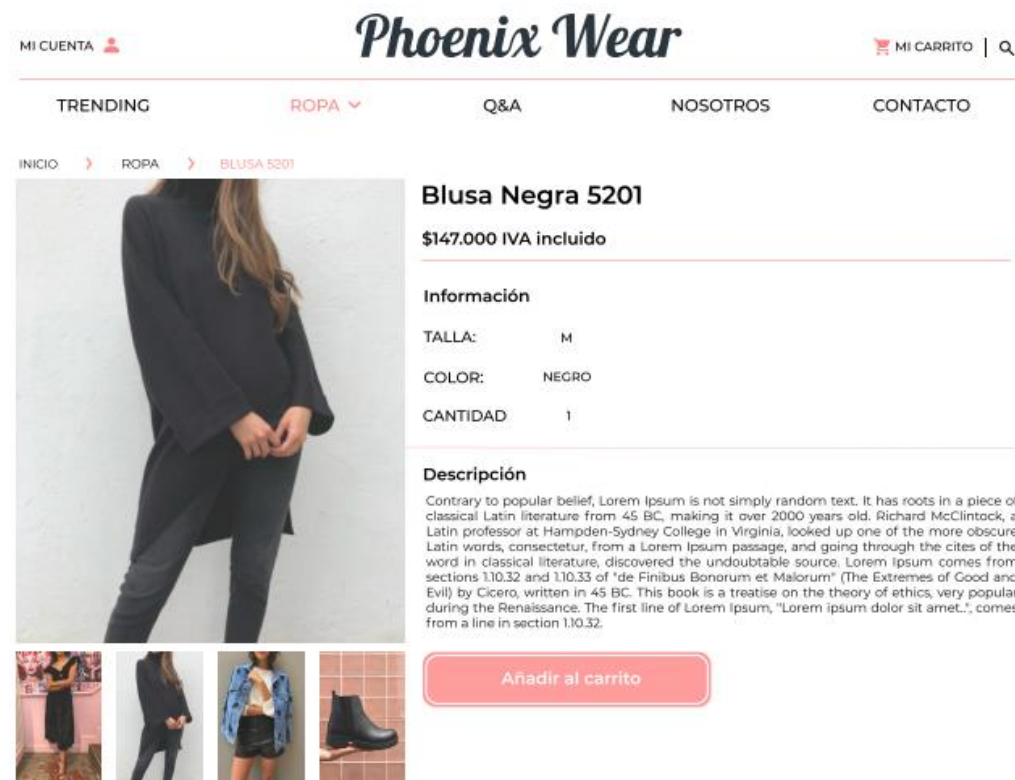 MI CUENTA
Phoenix Wear
MI CARRITO
TRENDING
ROPA
Q&A
NOSOTROS
CONTACTO
INICIO
ROPA
BLUSA 5201
Blusa Negra 5201
$147.000 IVA incluido
Información
TALLA: M
COLOR: NEGRO
CANTIDAD 1
Descripción
Contrary to popular belief, Lorem Ipsum is not simply random text. It has roots in a piece of
classical Latin literature from 45 BC, making it over 2000 years old. Richard McClintock, a
Latin professor at Hampden-Sydney College in Virginia, looked up one of the more obscure
Latin words, consectetur, from a Lorem Ipsum passage, and going through the cites of the
word in classical literature, discovered the undoubtable source. Lorem Ipsum comes from
sections 1.10.32 and 1.10.33 of "de Finibus Bonorum et Malorum" (The Extremes of Good and
Evil) by Cicero, written in 45 BC. This book is a treatise on the theory of ethics, very popular
during the Renaissance. The first line of Lorem Ipsum, "Lorem ipsum dolor sit amet..", comes
from a line in section 1.10.32.
Añadir al carrito